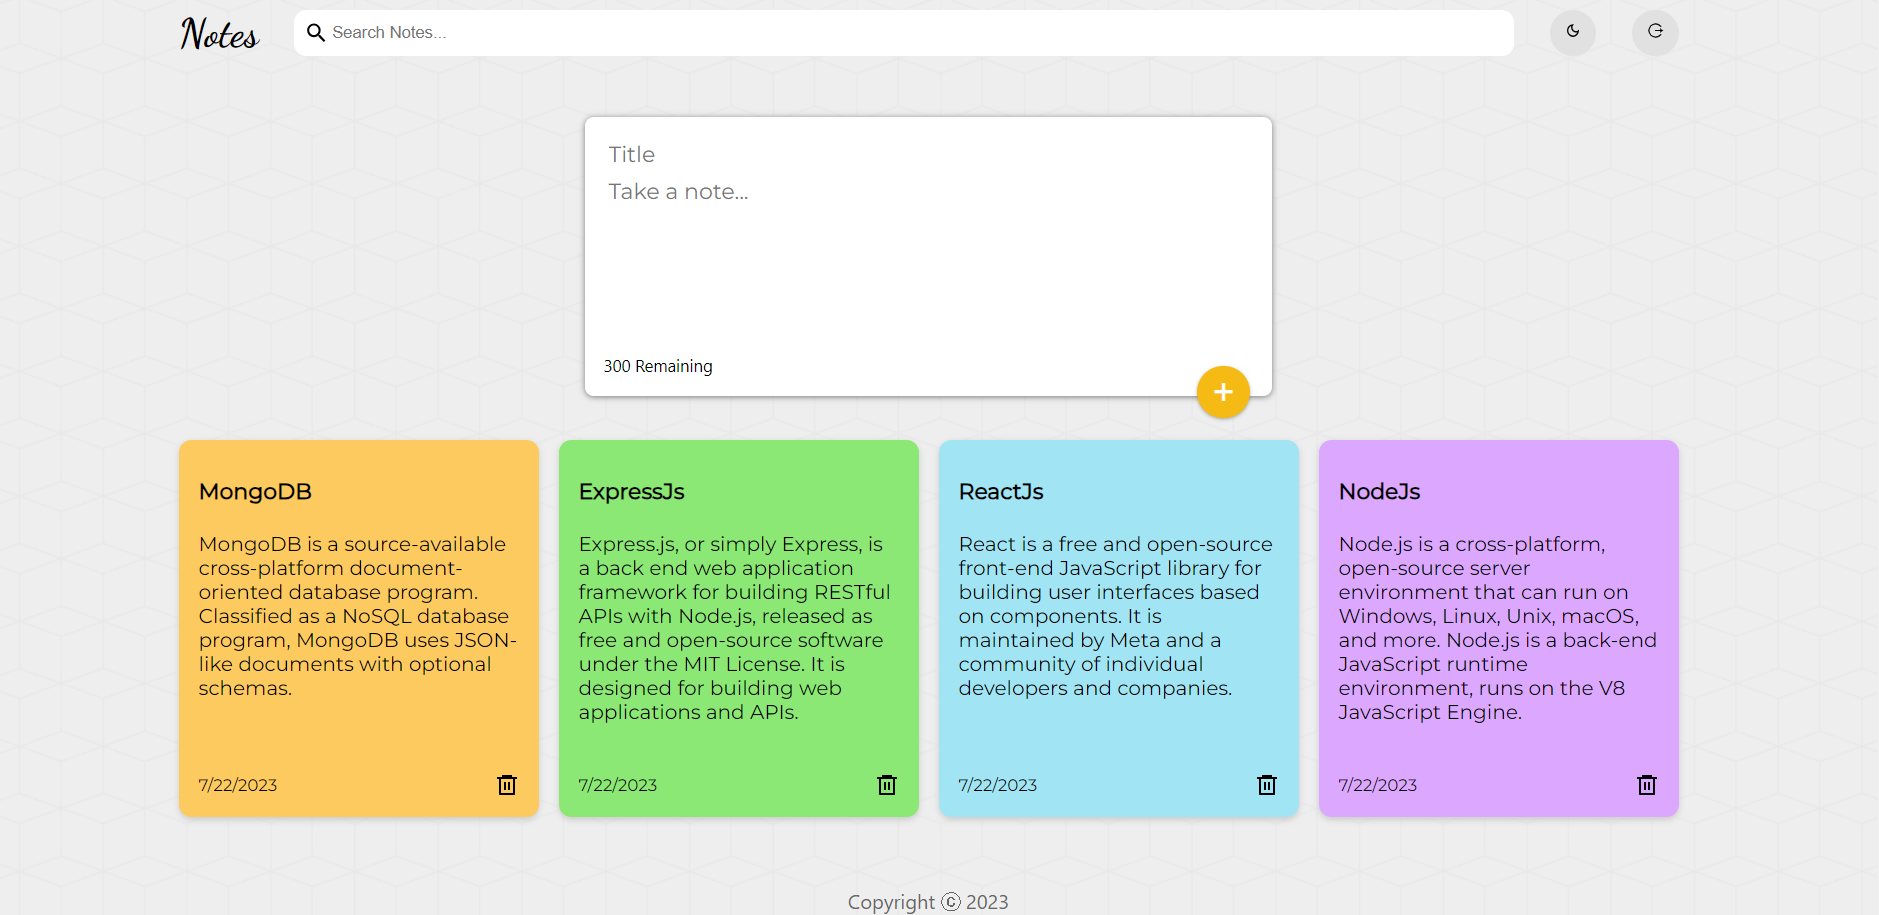 Notes
Search Notes...
Title
Take a note...
300 Remaining
MongoDB
MongoDB is a source-available
cross-platform document-
oriented database program.
Classified as a NoSQL database
program, MongoDB uses JSON-
like documents with optional
schemas.
7/22/2023
ExpressJs
Express.js, or simply Express, is
a back end web application
framework for building RESTful
APIs with Node.js, released as
free and open-source software
under the MIT License. It is
designed for building web
applications and APIs.
7/22/2023
ReactJs
React is a free and open-source
front-end JavaScript library for
building user interfaces based
on components. It is
maintained by Meta and a
community of individual
developers and companies.
7/22/2023
NodeJs
Node.js is a cross-platform,
open-source server
environment that can run on
Windows, Linux, Unix, macOS,
and more. Node.js is a back-end
JavaScript runtime
environment, runs on the V8
JavaScript Engine.
7/22/2023
Copyright ⓒ 2023